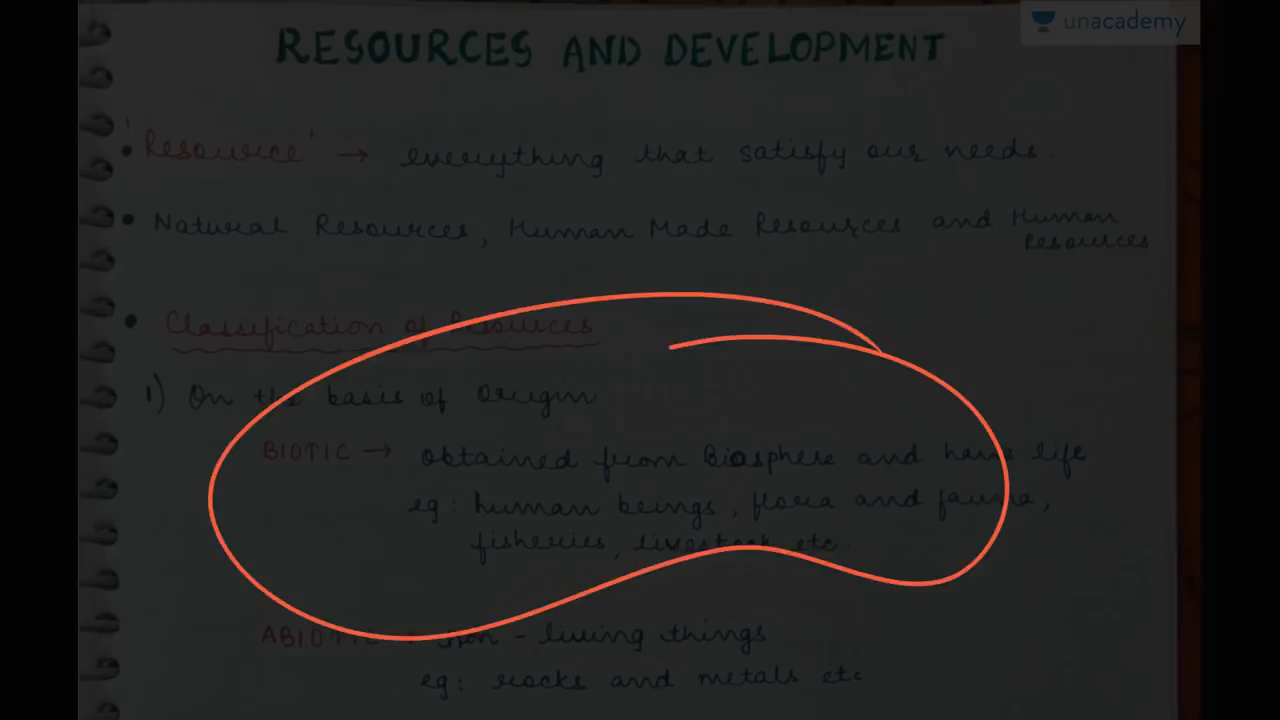 unacademy
RESOURCES AND DEVELOPMENT
'Resource' → everything that satisfy our needs.
• Natural Resources, Human Made Resources and Human
Resources
• Classification of Resources
1) On the basis of Origin
BIOTIC → obtained from Biosphere and have life
eg: human beings, flora and fauna,
fisheries, livestock etc.
ABIOTIC → non - living things
eg: rocks and metals etc